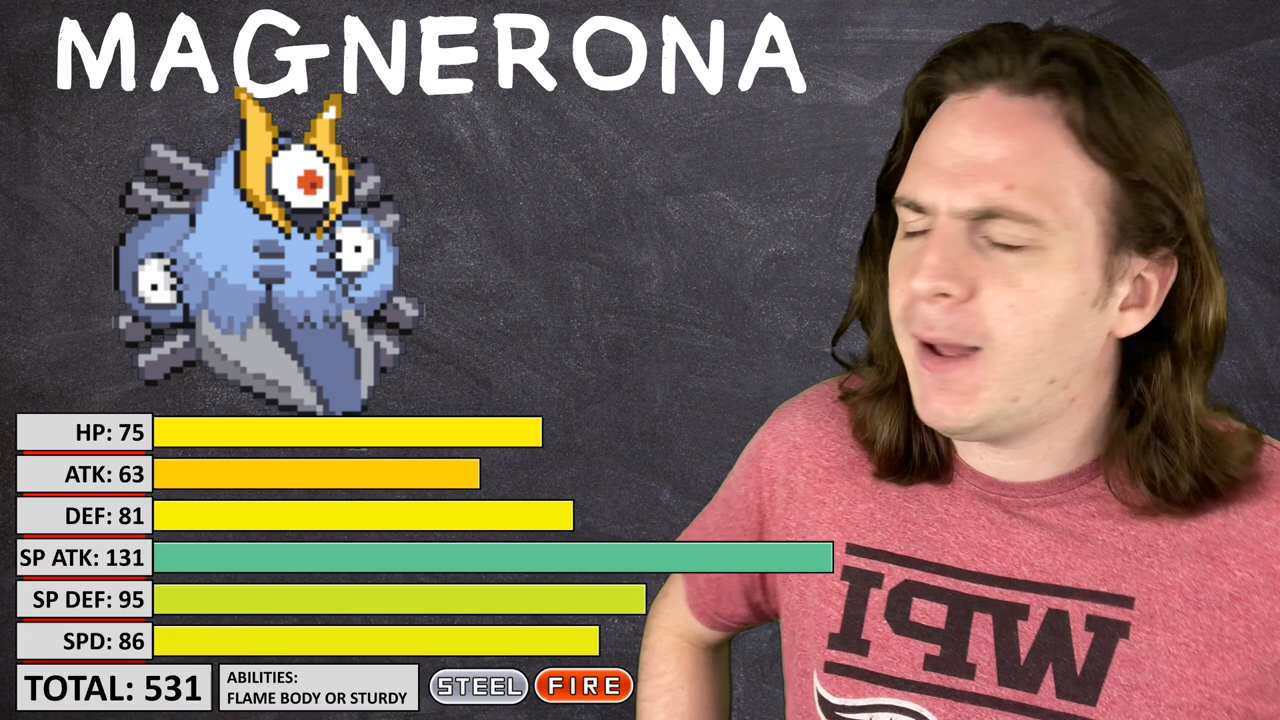 MAGNERONA
HP: 75
ATK: 63
DEF: 81
SP ATK: 131
SP DEF: 95
SPD: 86
TOTAL: 531
ABILITIES:
FLAME BODY OR STURDY
STEEL
FIRE
WPI